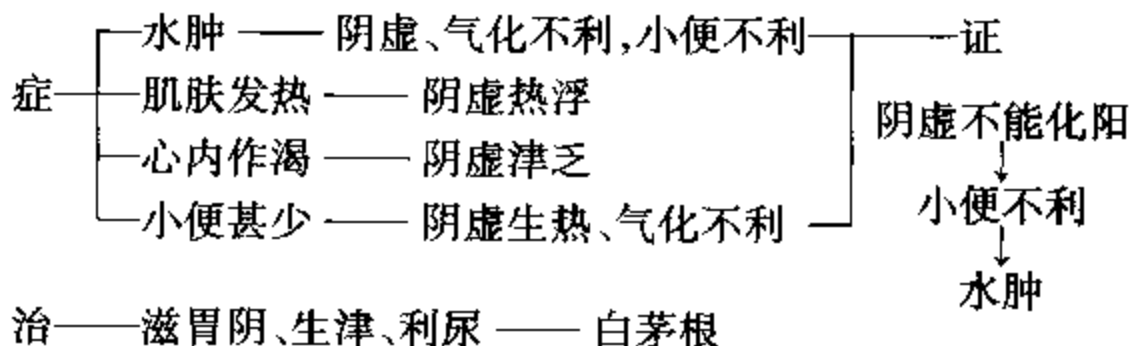 水肿 阴虚、气化不利,小便不利 证
症 肌肤发热 阴虚热浮
阴虚不能化阳
心内作渴 阴虚津乏
小便不利
小便甚少 阴虚生热、气化不利
水肿
治 滋胃阴、生津、利尿 白茅根